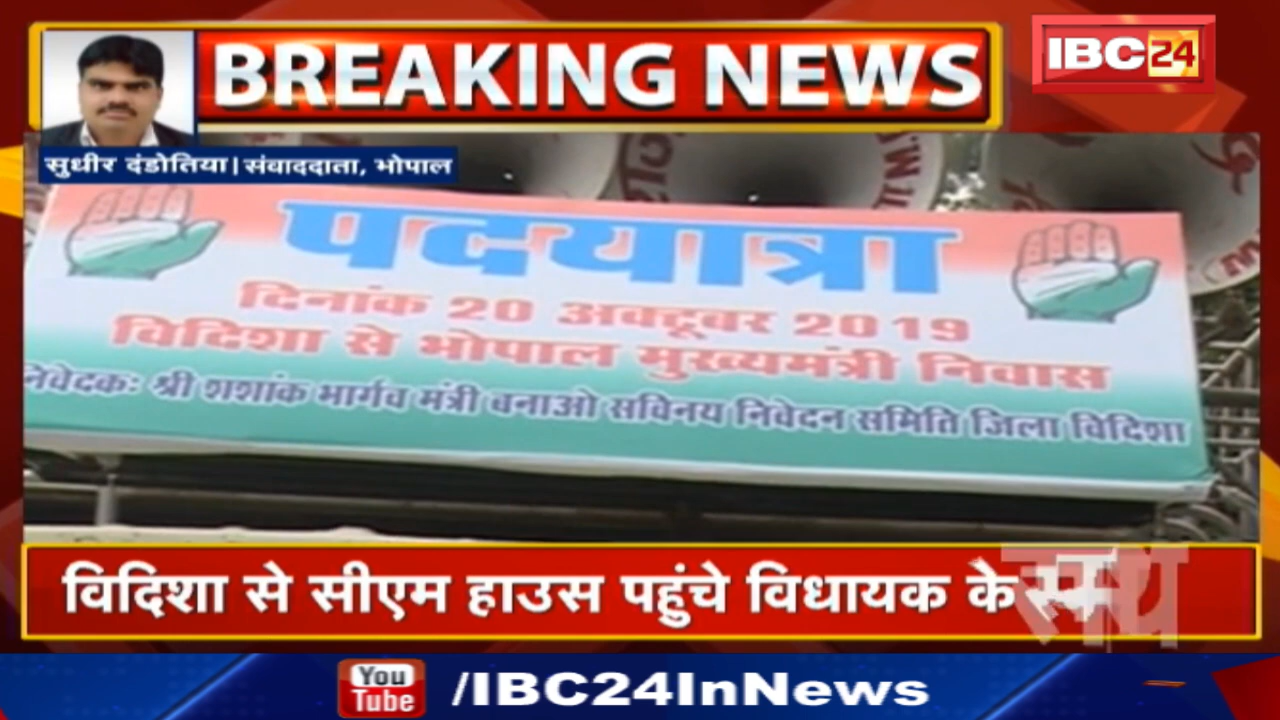 BREAKING NEWS
IBC24
सुधीर दंडोतिया | संवाददाता, भोपाल
पदयात्रा
दिनांक 20 अक्टूबर 2019
विदिशा से भोपाल मुख्यमंत्री निवास
निवेदकः श्री शशांक भार्गव मंत्री बनाओ सविनय निवेदन समिति जिला विदिशा
विदिशा से सीएम हाउस पहुंचे विधायक के
You
Tube
/IBC24InNews